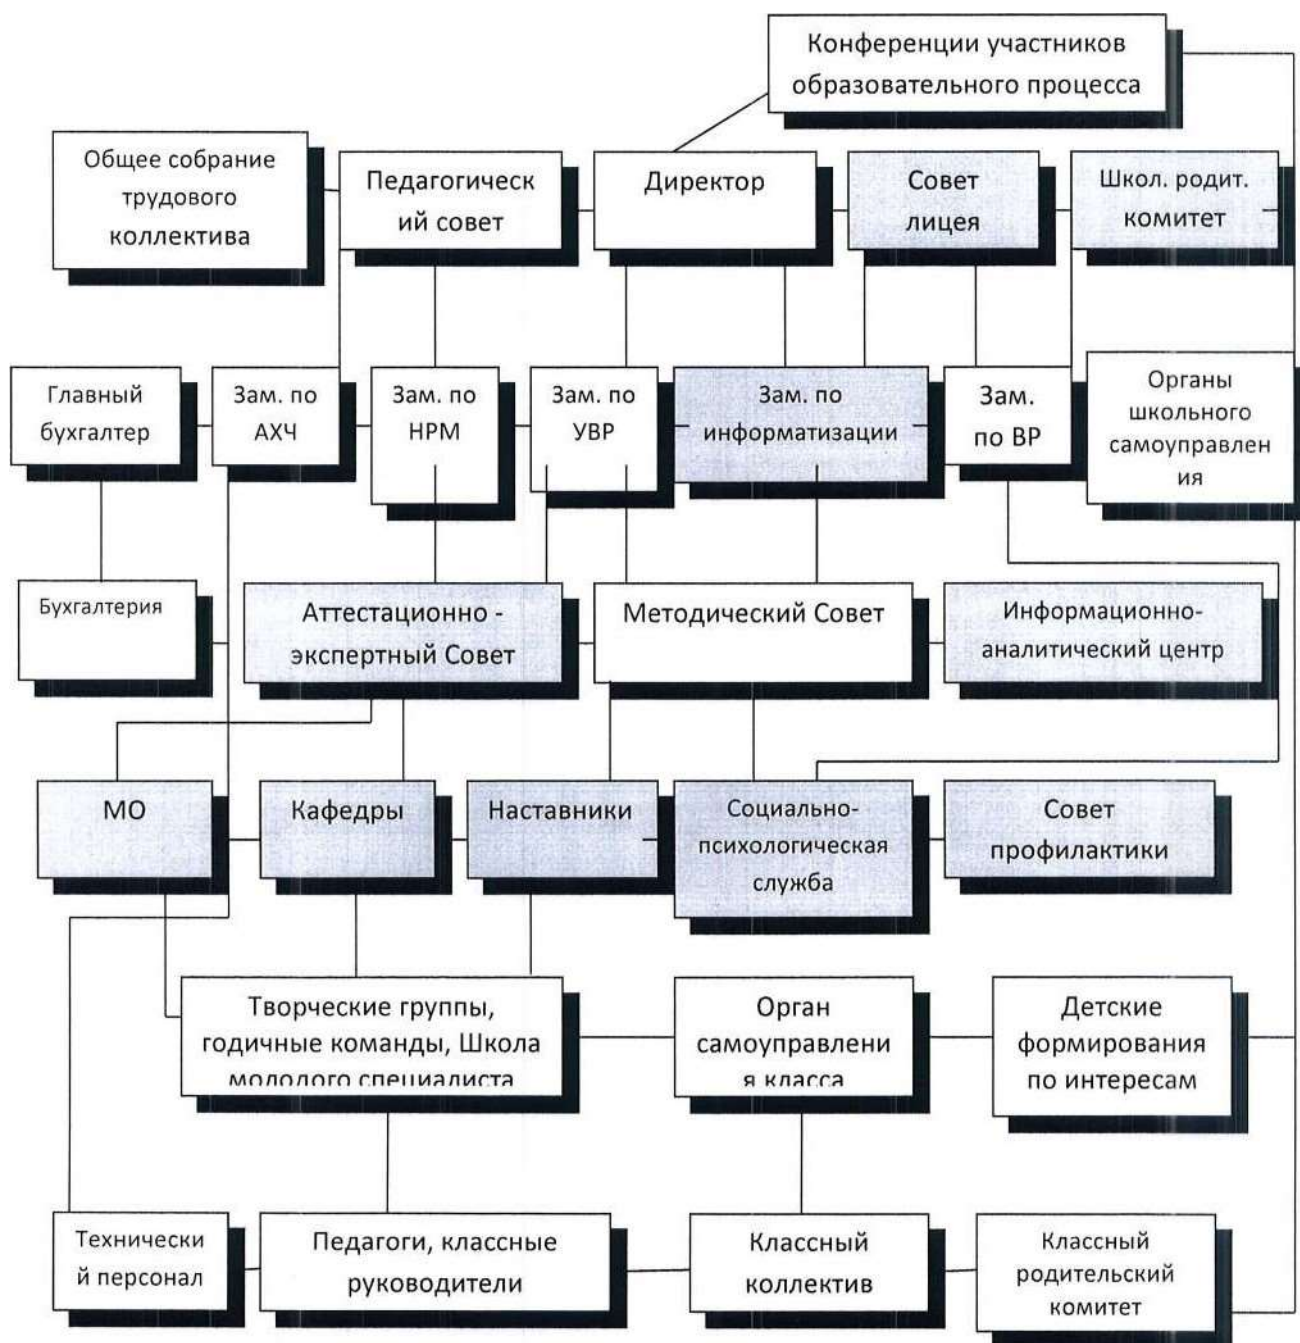 Конференции участников
образовательного процесса
Общее собрание
трудового
коллектива
Педагогическ
ий совет
Директор
Совет
лицея
Школ. родит.
комитет
Главный
бухгалтер
Зам. по
АХЧ
Зам. по
НРМ
Зам. по
УВР
Зам. по
информатизации
Зам.
по ВР
Органы
школьного
самоуправлен
ия
Бухгалтерия
Аттестационно -
экспертный Совет
Методический Совет
Информационно-
аналитический центр
МО
Кафедры
Наставники
Социально-
психологическая
служба
Совет
профилактики
Творческие группы,
годичные команды, Школа
молодого специалиста
Орган
самоуправлени
я класса
Детские
формирования
по интересам
Технически
й персонал
Педагоги, классные
руководители
Классный
коллектив
Классный
родительский
комитет